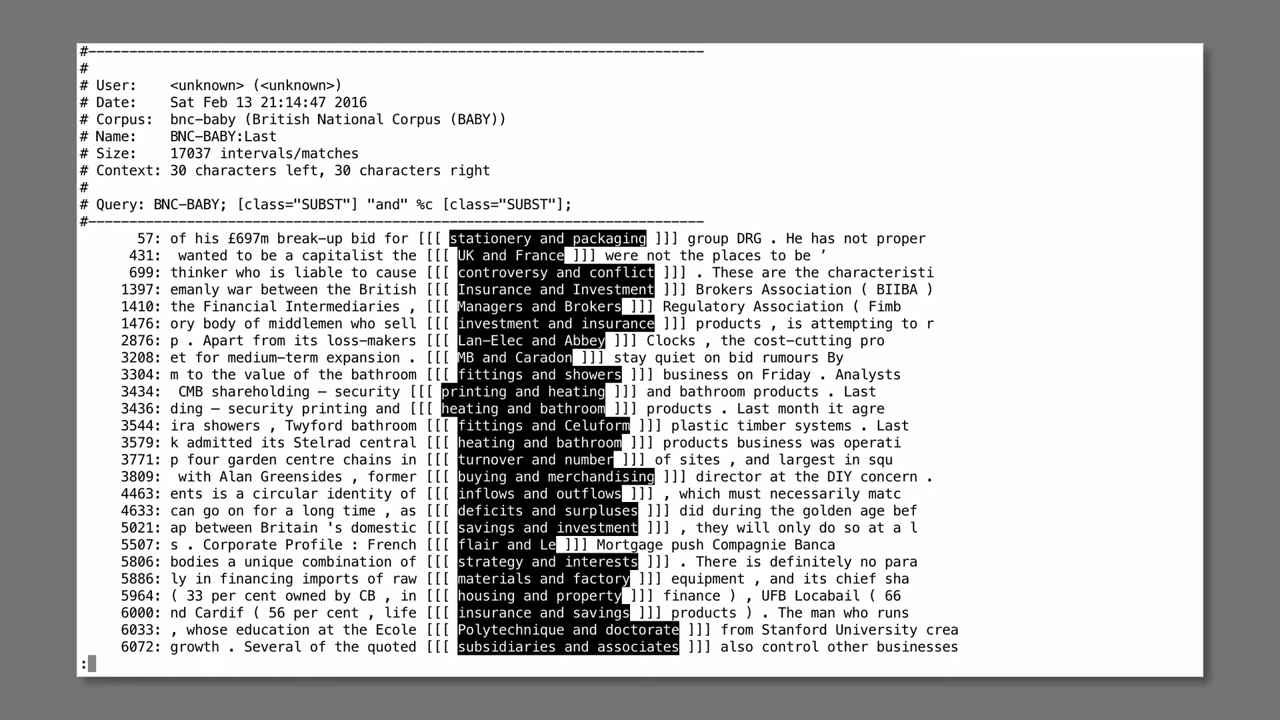 #---------------------------------------------------------------------------
#
# User:    <unknown> (<unknown>)
# Date:    Sat Feb 13 21:14:47 2016
# Corpus:  bnc-baby (British National Corpus (BABY))
# Name:    BNC-BABY:Last
# Size:    17037 intervals/matches
# Context: 30 characters left, 30 characters right
#
# Query: BNC-BABY; [class="SUBST"] "and" %c [class="SUBST"];
#---------------------------------------------------------------------------
57: of his £697m break-up bid for [[[ stationery and packaging ]]] group DRG . He has not proper
431: wanted to be a capitalist the [[[ UK and France ]]] were not the places to be ’
699: thinker who is liable to cause [[[ controversy and conflict ]]] . These are the characteristi
1397: emanly war between the British [[[ Insurance and Investment ]]] Brokers Association ( BIIBA )
1410: the Financial Intermediaries , [[[ Managers and Brokers ]]] Regulatory Association ( Fimb
1476: ory body of middlemen who sell [[[ investment and insurance ]]] products , is attempting to r
2876: p . Apart from its loss-makers [[[ Lan-Elec and Abbey ]]] Clocks , the cost-cutting pro
3208: et for medium-term expansion . [[[ MB and Caradon ]]] stay quiet on bid rumours By
3304: m to the value of the bathroom [[[ fittings and showers ]]] business on Friday . Analysts
3434: CMB shareholding — security [[[ printing and heating ]]] and bathroom products . Last
3436: ding — security printing and [[[ heating and bathroom ]]] products . Last month it agre
3544: ira showers , Twyford bathroom [[[ fittings and Celuform ]]] plastic timber systems . Last
3579: k admitted its Stelrad central [[[ heating and bathroom ]]] products business was operati
3771: p four garden centre chains in [[[ turnover and number ]]] of sites , and largest in squ
3809: with Alan Greensides , former [[[ buying and merchandising ]]] director at the DIY concern .
4463: ents is a circular identity of [[[ inflows and outflows ]]] , which must necessarily matc
4633: can go on for a long time , as [[[ deficits and surpluses ]]] did during the golden age bef
5021: ap between Britain 's domestic [[[ savings and investment ]]] , they will only do so at a l
5507: s . Corporate Profile : French [[[ flair and Le ]]] Mortgage push Compagnie Banca
5806: bodies a unique combination of [[[ strategy and interests ]]] . There is definitely no para
5886: ly in financing imports of raw [[[ materials and factory ]]] equipment , and its chief sha
5964: ( 33 per cent owned by CB , in [[[ housing and property ]]] finance ) , UFB Locabail ( 66
6000: nd Cardif ( 56 per cent , life [[[ insurance and savings ]]] products ) . The man who runs
6033: , whose education at the Ecole [[[ Polytechnique and doctorate ]]] from Stanford University crea
6072: growth . Several of the quoted [[[ subsidiaries and associates ]]] also control other businesses
: